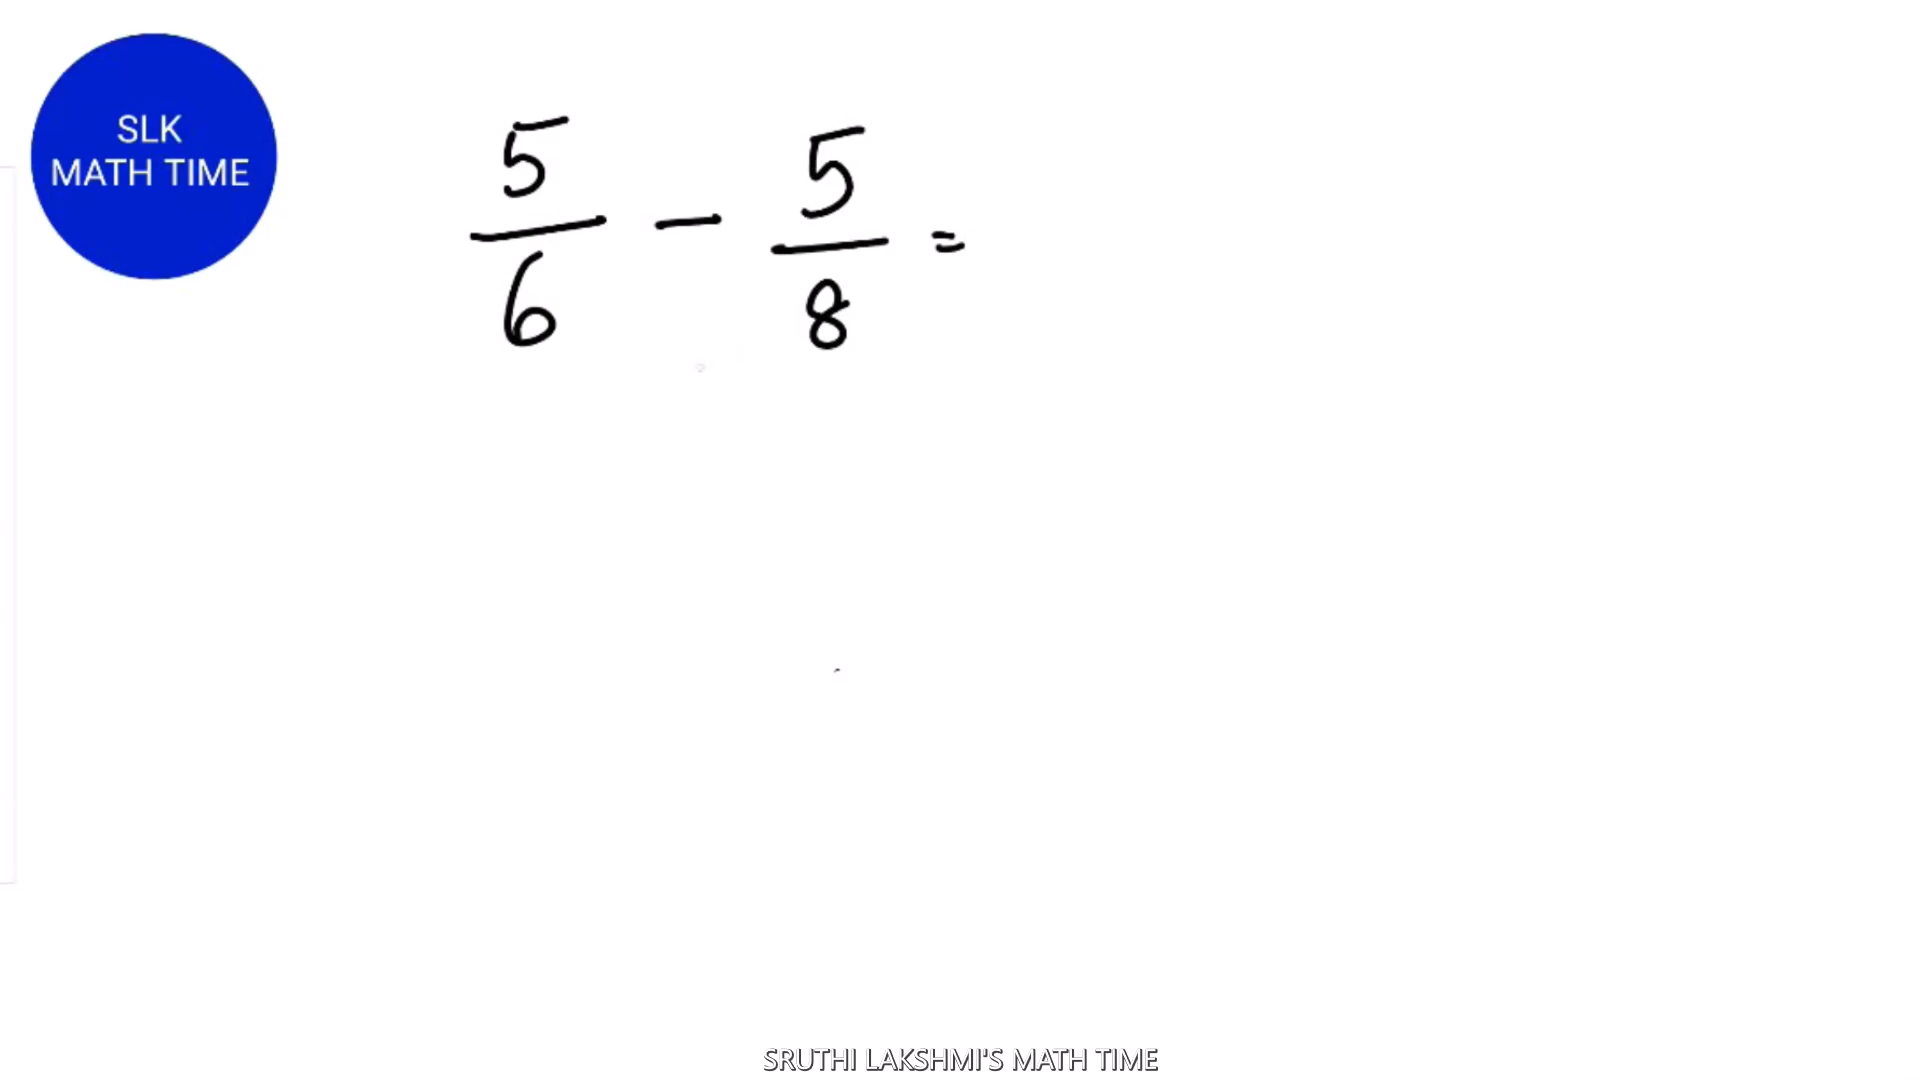 SLK
MATH TIME
5/6 - 5/8 =
SRUTHI LAKSHMI'S MATH TIME